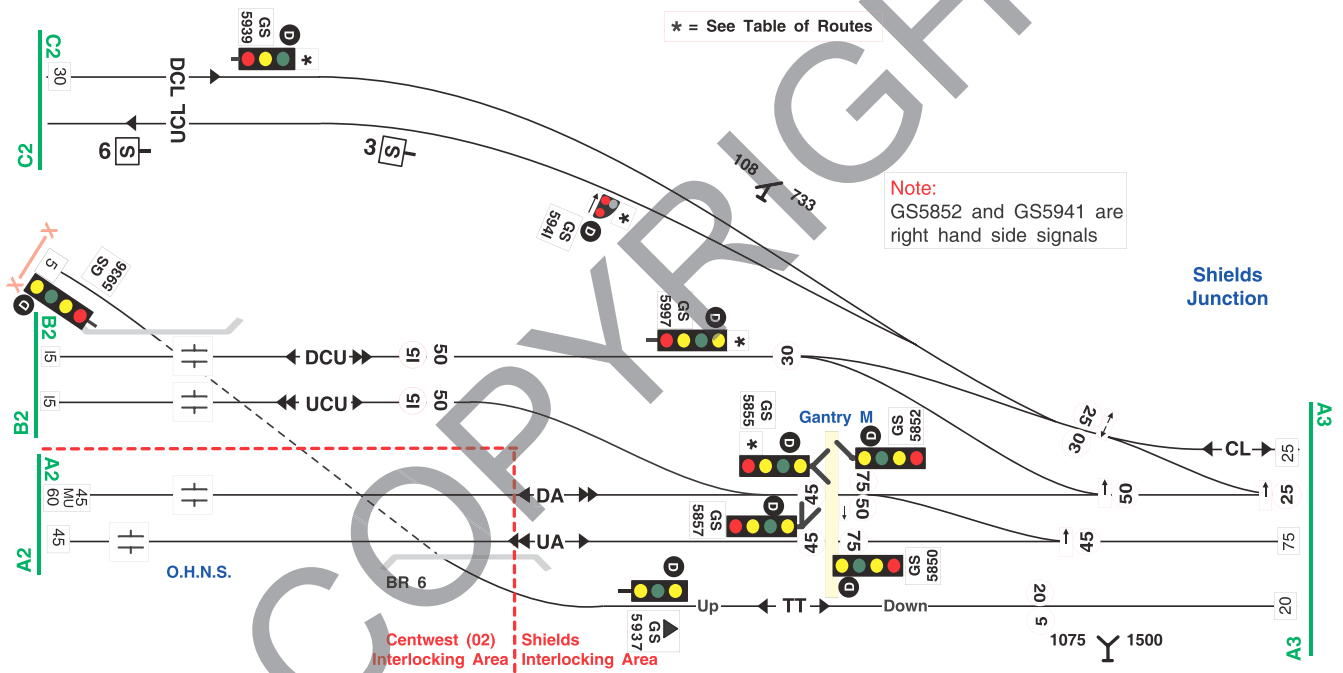 * = See Table of Routes
C2
30
DCL
GS
5939
D
*
UCL
6
S
3
S
C2
108
733
Note:
GS5852 and GS5941 are
right hand side signals
GS
5941
D
*
X
X
5
GS
5936
D
Shields
Junction
B2
15
DCU
15
50
GS
5997
D
*
30
15
UCU
15
50
B2
Gantry M
GS
5855
D
*
D
GS
5852
25
30
A3
CL
25
A2
45
MU
60
DA
45
75
50
50
25
GS
5857
D
45
UA
45
75
45
75
A2
O.H.N.S.
BR 6
GS
5850
D
D
Up
TT
Down
20
5
20
GS
5937
1075
1500
A3
Centwest (02)
Interlocking Area
Shields
Interlocking Area
COPYRIGH